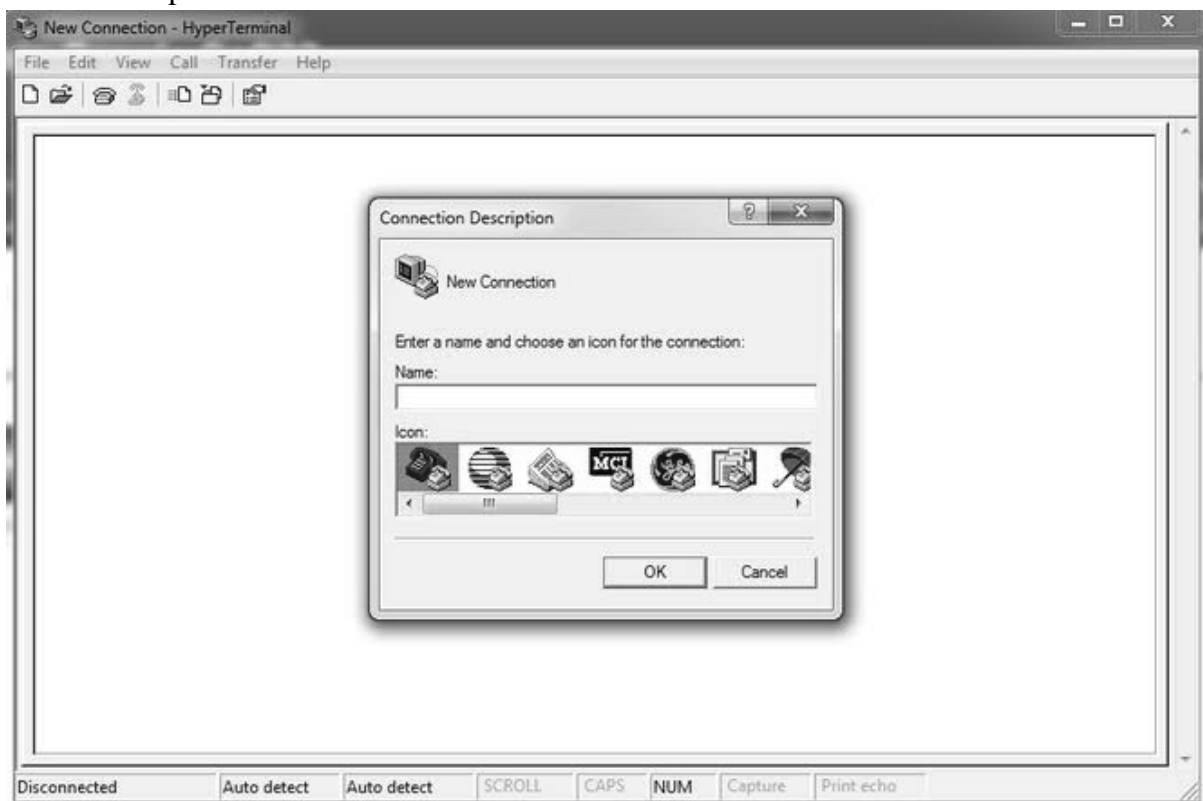 New Connection - HyperTerminal
File Edit View Call Transfer Help
Connection Description
New Connection
Enter a name and choose an icon for the connection:
Name:
Icon:
MCI
OK Cancel
Disconnected Auto detect Auto detect SCROLL CAPS NUM Capture Print echo